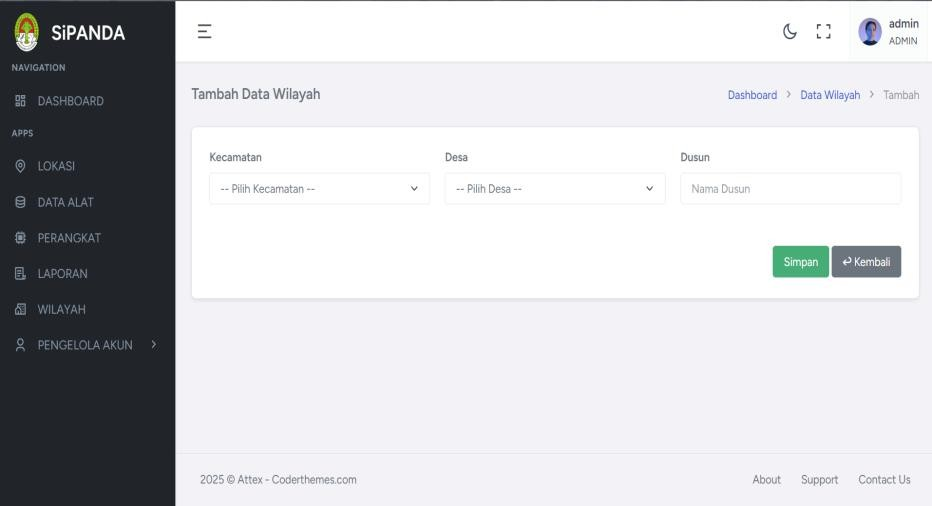 SiPANDA
NAVIGATION
DASHBOARD
APPS
LOKASI
DATA ALAT
PERANGKAT
LAPORAN
WILAYAH
PENGELOLA AKUN
admin
ADMIN
Tambah Data Wilayah
Dashboard > Data Wilayah > Tambah
Kecamatan Desa Dusun
-- Pilih Kecamatan -- -- Pilih Desa -- Nama Dusun
Simpan Kembali
2025 © Attex - Coderthemes.com About Support Contact Us